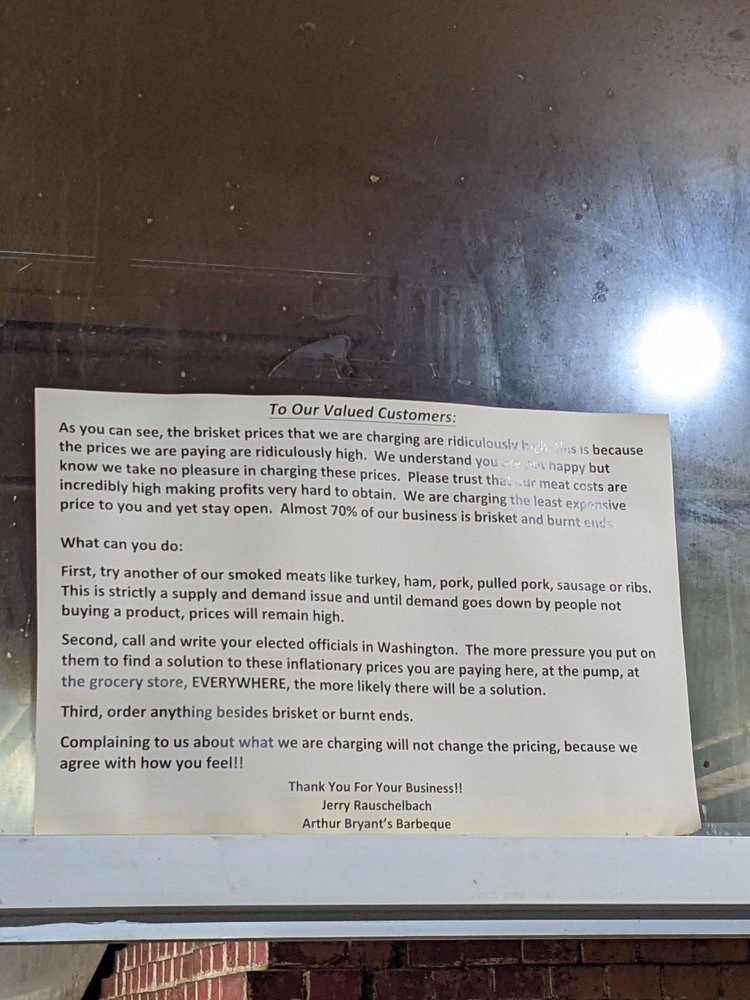 To Our Valued Customers:
As you can see, the brisket prices that we are charging are ridiculously high, this is because
the prices we are paying are ridiculously high.  We understand you are not happy but
know we take no pleasure in charging these prices.  Please trust that our meat costs are
incredibly high making profits very hard to obtain.  We are charging the least expensive
price to you and yet stay open.  Almost 70% of our business is brisket and burnt ends
What can you do:
First, try another of our smoked meats like turkey, ham, pork, pulled pork, sausage or ribs.
This is strictly a supply and demand issue and until demand goes down by people not
buying a product, prices will remain high.
Second, call and write your elected officials in Washington.  The more pressure you put on
them to find a solution to these inflationary prices you are paying here, at the pump, at
the grocery store, EVERYWHERE, the more likely there will be a solution.
Third, order anything besides brisket or burnt ends.
Complaining to us about what we are charging will not change the pricing, because we
agree with how you feel!!
Thank You For Your Business!!
Jerry Rauschelbach
Arthur Bryant's Barbeque